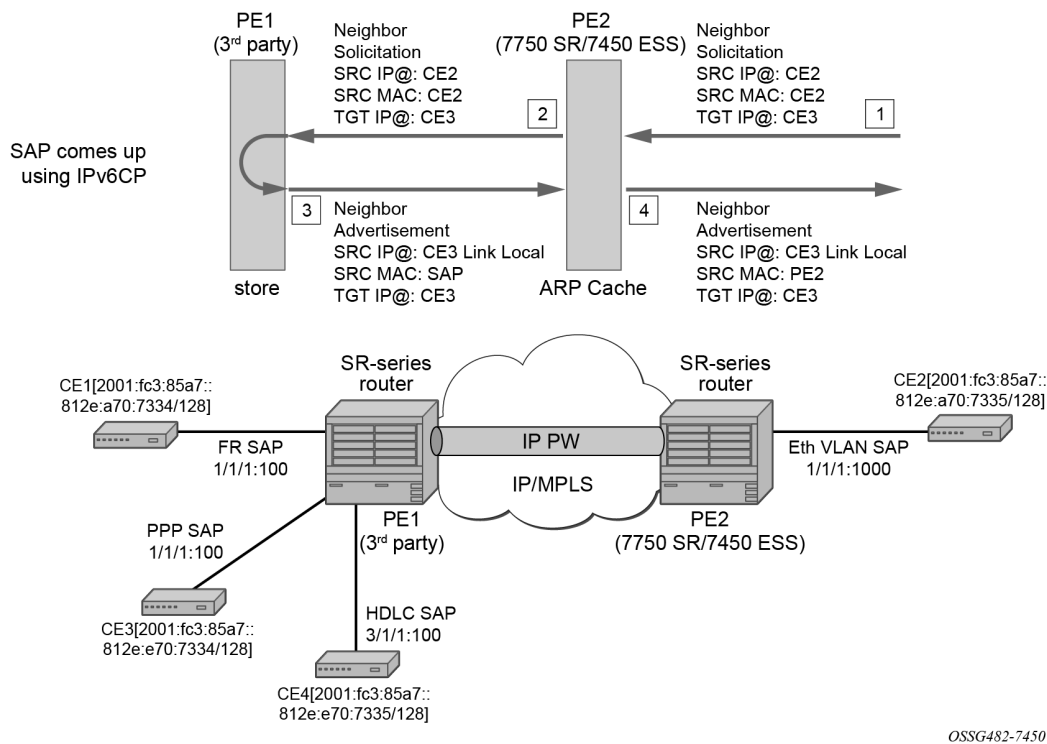 PE1
(3rd party)
PE2
(7750 SR/7450 ESS)
Neighbor
Solicitation
SRC IP@: CE2
SRC MAC: CE2
TGT IP@: CE3
2
Neighbor
Solicitation
SRC IP@: CE2
SRC MAC: CE2
TGT IP@: CE3
1
SAP comes up
using IPv6CP
3
Neighbor
Advertisement
SRC IP@: CE3 Link Local
SRC MAC: SAP
TGT IP@: CE3
4
Neighbor
Advertisement
SRC IP@: CE3 Link Local
SRC MAC: PE2
TGT IP@: CE3
store
ARP Cache
SR-series
router
SR-series
router
CE1[2001:fc3:85a7::
812e:a70:7334/128]
CE2[2001:fc3:85a7::
812e:a70:7335/128]
FR SAP
1/1/1:100
IP PW
IP/MPLS
Eth VLAN SAP
1/1/1:1000
PE1
(3rd party)
PE2
(7750 SR/7450 ESS)
PPP SAP
1/1/1:100
CE3[2001:fc3:85a7::
812e:e70:7334/128]
HDLC SAP
3/1/1:100
CE4[2001:fc3:85a7::
812e:e70:7335/128]
OSSG482-7450